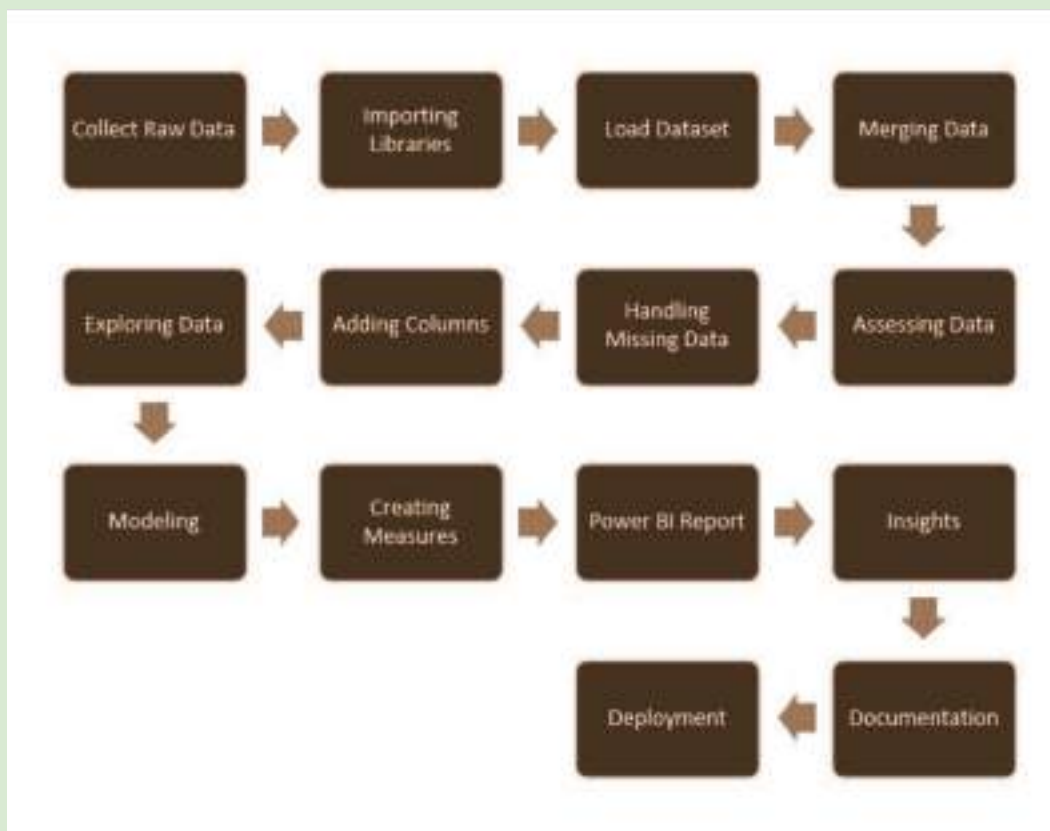 Collect Raw Data
Importing
Libraries
Load Dataset
Merging Data
Assessing Data
Handling
Missing Data
Adding Columns
Exploring Data
Modeling
Creating
Measures
Power BI Report
Insights
Documentation
Deployment